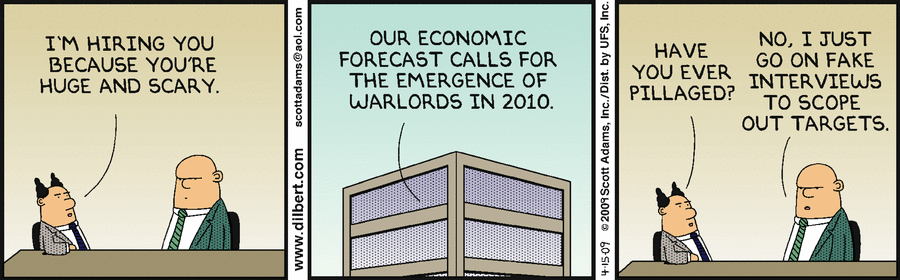 I'M HIRING YOU
BECAUSE YOU'RE
HUGE AND SCARY.
www.dilbert.com
scottadams@aol.com
OUR ECONOMIC
FORECAST CALLS FOR
THE EMERGENCE OF
WARLORDS IN 2010.
4-15-09 © 2009 Scott Adams, Inc./Dist. by UFS, Inc.
HAVE
YOU EVER
PILLAGED?
NO, I JUST
GO ON FAKE
INTERVIEWS
TO SCOPE
OUT TARGETS.